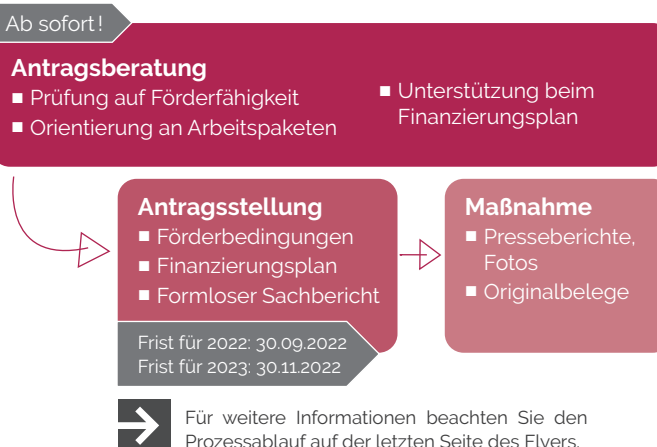 Ab sofort!
Antragsberatung
■ Prüfung auf Förderfähigkeit
■ Orientierung an Arbeitspaketen
■ Unterstützung beim
Finanzierungsplan
Antragsstellung
■ Förderbedingungen
■ Finanzierungsplan
■ Formloser Sachbericht
Frist für 2022: 30.09.2022
Frist für 2023: 30.11.2022
Maßnahme
■ Presseberichte,
Fotos
■ Originalbelege
Für weitere Informationen beachten Sie den
Prozessablauf auf der letzten Seite des Flyers.